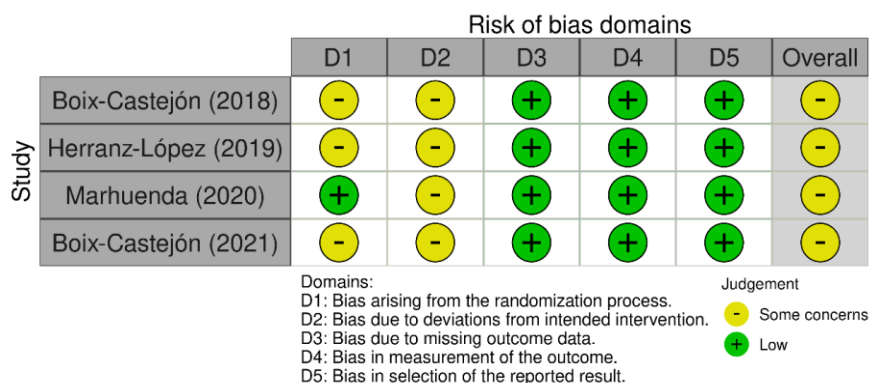 Risk of bias domains
D1 D2 D3 D4 D5 Overall
Study
Boix-Castejón (2018) - - + + + -
Herranz-López (2019) - - + + + -
Marhuenda (2020) + - + + + -
Boix-Castejón (2021) - - + + + -
Domains:
D1: Bias arising from the randomization process.
D2: Bias due to deviations from intended intervention.
D3: Bias due to missing outcome data.
D4: Bias in measurement of the outcome.
D5: Bias in selection of the reported result.
Judgement
- Some concerns
+ Low